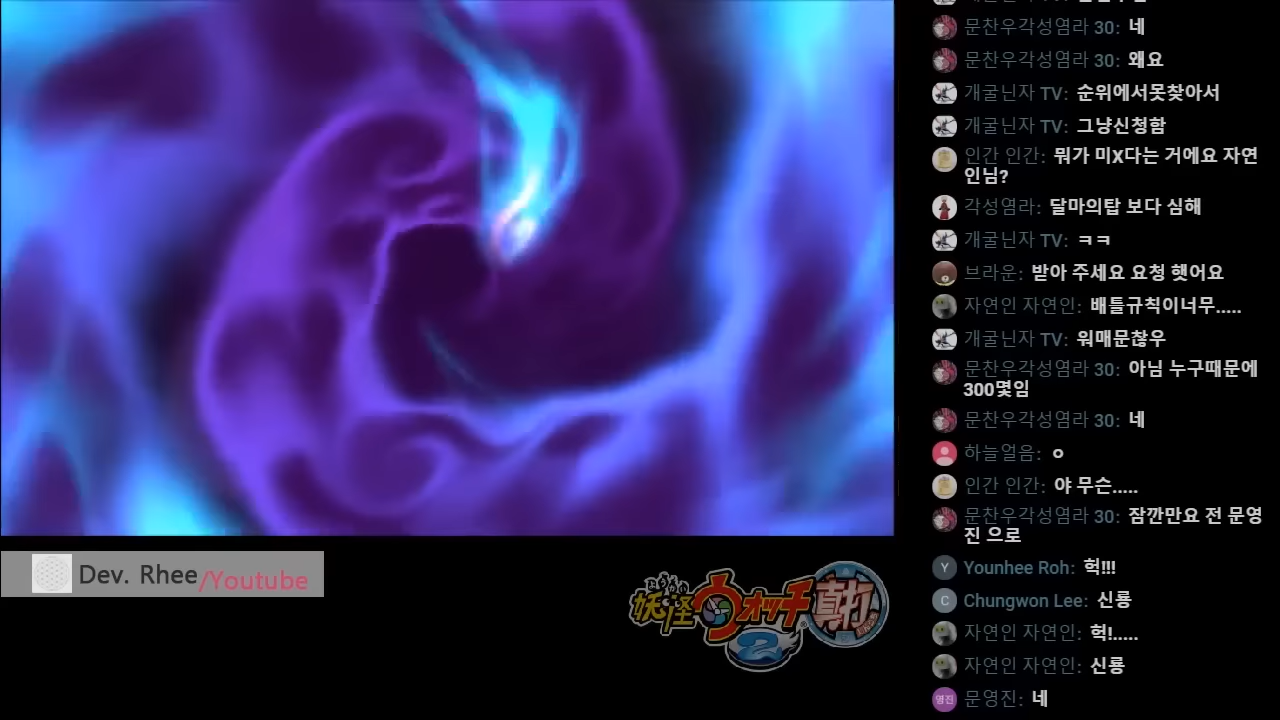 문찬우각성염라 30: 네
문찬우각성염라 30: 왜요
개굴닌자 TV: 순위에서못찾아서
개굴닌자 TV: 그냥신청함
인간 인간: 뭐가 미X다는 거에요 자연
인님?
각성염라: 달마의탑 보다 심해
개굴닌자 TV: ㅋㅋ
브라운: 받아 주세요 요청 햇어요
자연인 자연인: 배틀규칙이너무.....
개굴닌자 TV: 워매문찮우
문찬우각성염라 30: 아님 누구때문에
300몇임
문찬우각성염라 30: 네
하늘얼음: ㅇ
인간 인간: 야 무슨.....
문찬우각성염라 30: 잠깐만요 전 문영
진 으로
Y Younhee Roh: 헉!!!
C Chungwon Lee: 신룡
자연인 자연인: 헉!.....
자연인 자연인: 신룡
영진 문영진: 네
Dev. Rhee/Youtube
ようかい
妖怪ウォッチ2
真打